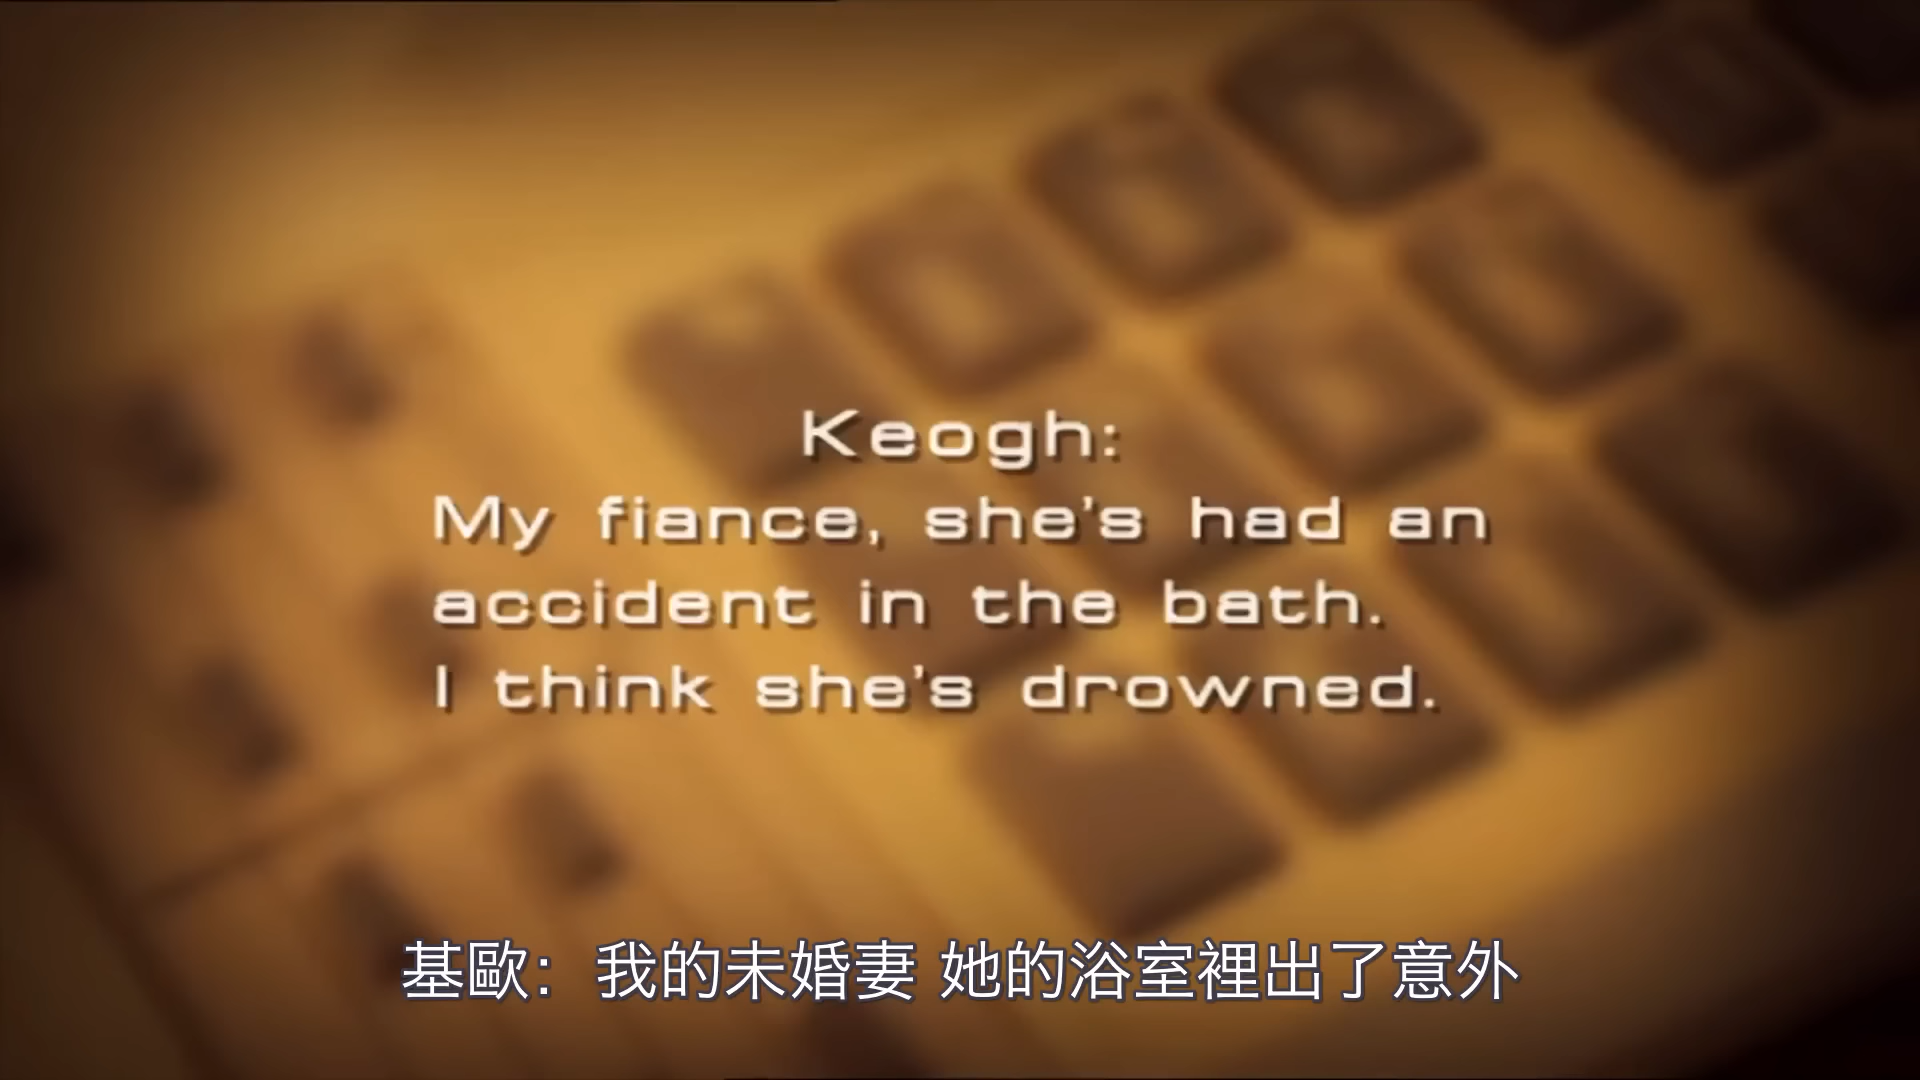 Keogh:
My fiance, she's had an
accident in the bath.
I think she's drowned.
基歐：我的未婚妻 她的浴室裡出了意外